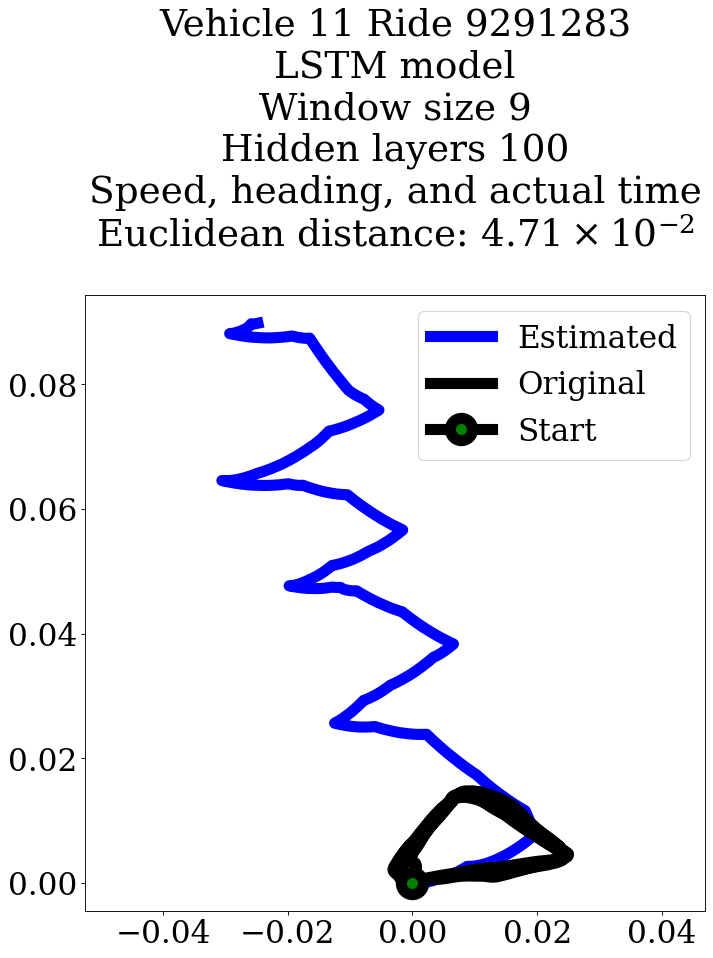 Vehicle 11 Ride 9291283
LSTM model
Window size 9
Hidden layers 100
Speed, heading, and actual time
Euclidean distance: 4.71 × 10⁻²
Estimated
Original
Start
0.08
0.06
0.04
0.02
0.00
−0.04
−0.02
0.00
0.02
0.04